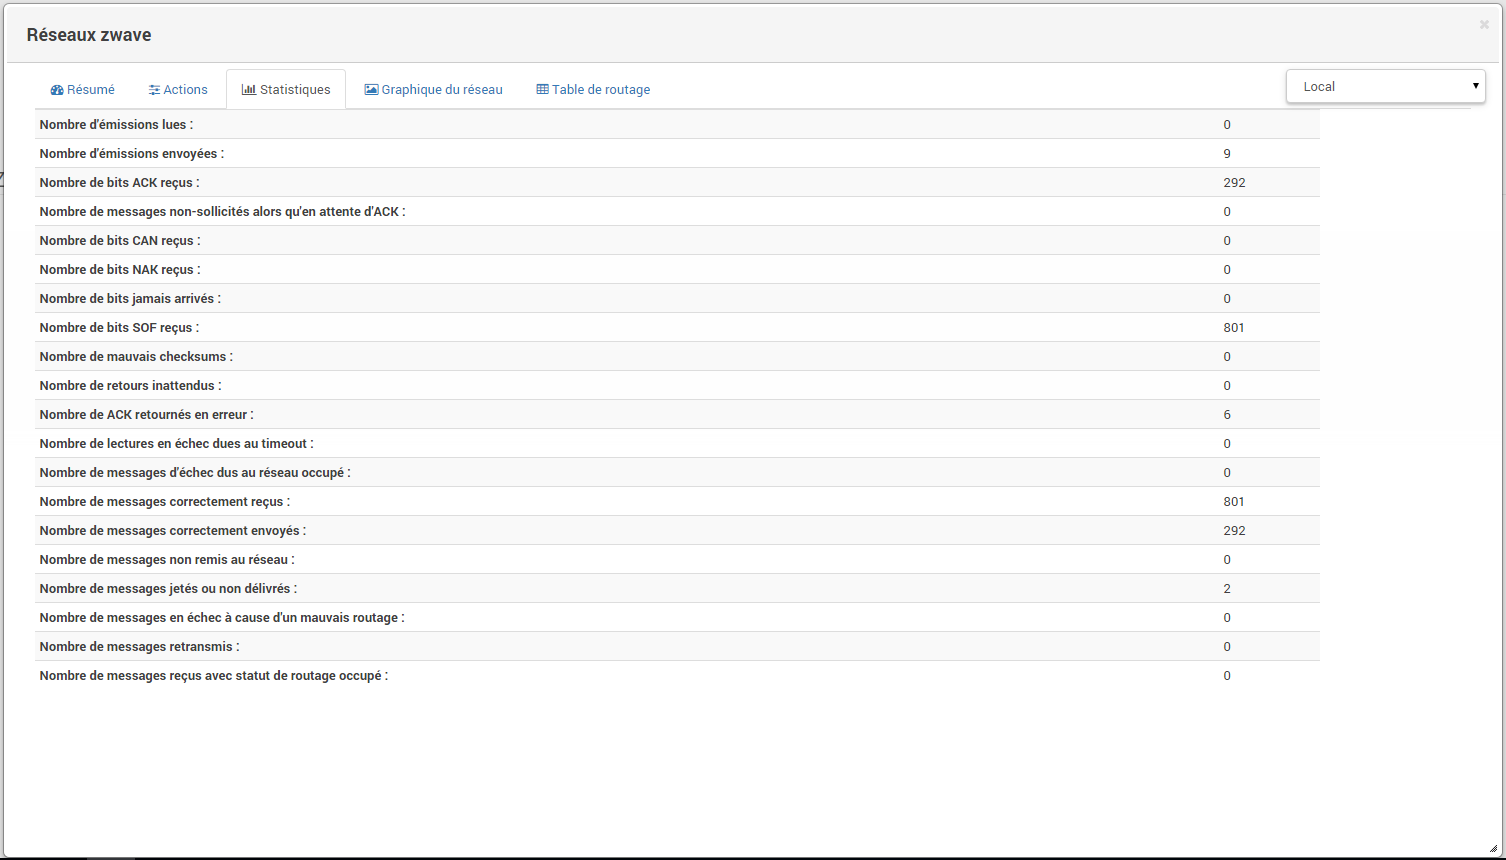 Réseaux zwave
Résumé Actions Statistiques Graphique du réseau Table de routage Local
Nombre d'émissions lues : 0
Nombre d'émissions envoyées : 9
Nombre de bits ACK reçus : 292
Nombre de messages non-sollicités alors qu'en attente d'ACK : 0
Nombre de bits CAN reçus : 0
Nombre de bits NAK reçus : 0
Nombre de bits jamais arrivés : 0
Nombre de bits SOF reçus : 801
Nombre de mauvais checksums : 0
Nombre de retours inattendus : 0
Nombre de ACK retournés en erreur : 6
Nombre de lectures en échec dues au timeout : 0
Nombre de messages d'échec dus au réseau occupé : 0
Nombre de messages correctement reçus : 801
Nombre de messages correctement envoyés : 292
Nombre de messages non remis au réseau : 0
Nombre de messages jetés ou non délivrés : 2
Nombre de messages en échec à cause d'un mauvais routage : 0
Nombre de messages retransmis : 0
Nombre de messages reçus avec statut de routage occupé : 0